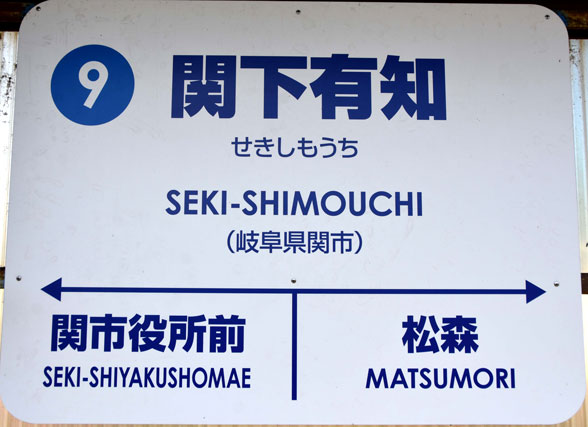 9
関下有知
せきしもうち
SEKI-SHIMOUCHI
(岐阜県関市)
関市役所前
SEKI-SHIYAKUSHOMAE
松森
MATSUMORI